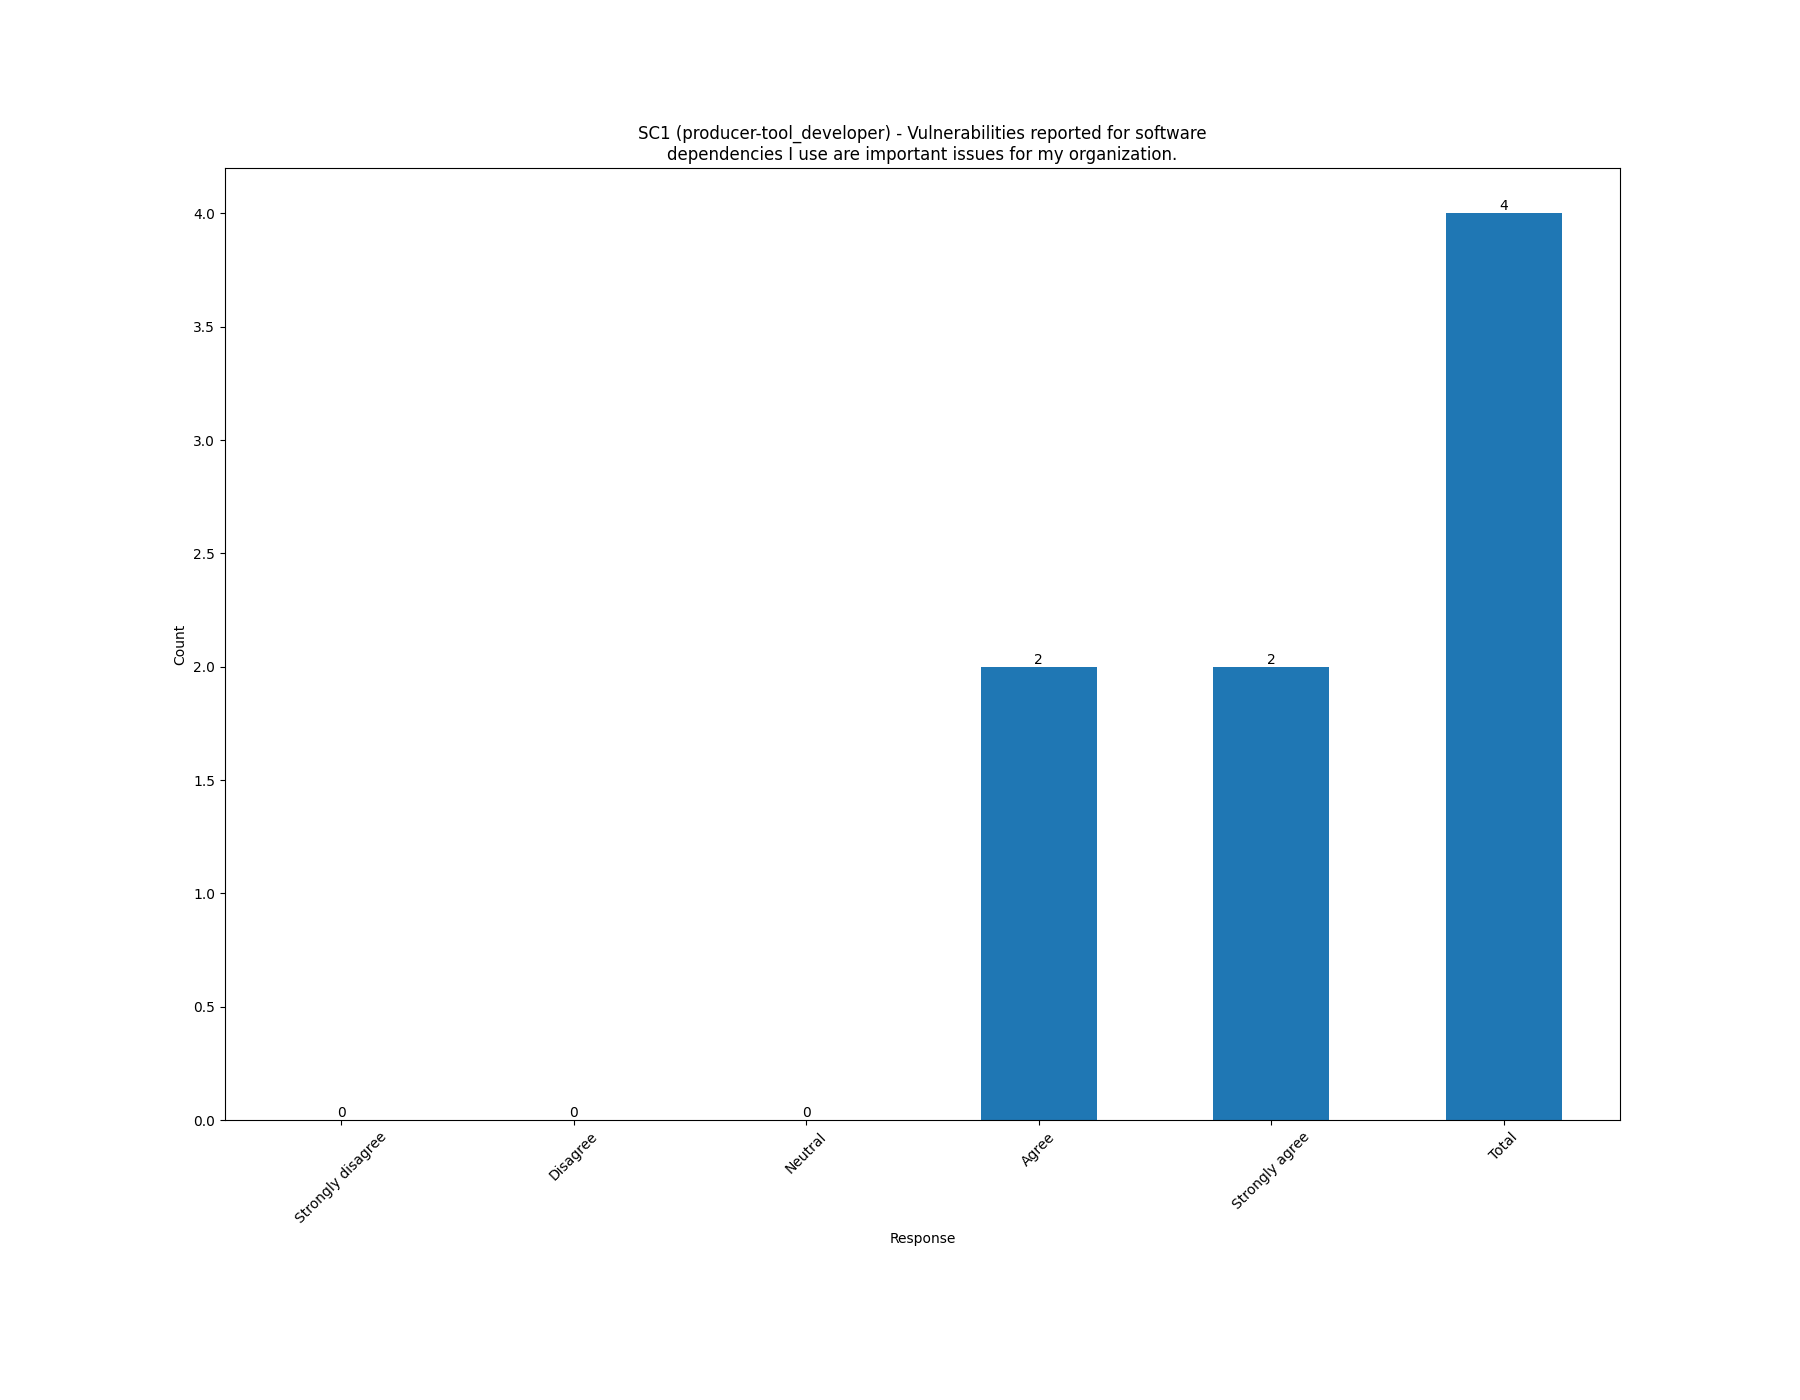 SC1 (producer-tool_developer) - Vulnerabilities reported for software
dependencies I use are important issues for my organization.
4.0
3.5
3.0
2.5
2.0
1.5
1.0
0.5
0.0
Count
0
0
0
2
2
4
Strongly disagree
Disagree
Neutral
Agree
Strongly agree
Total
Response